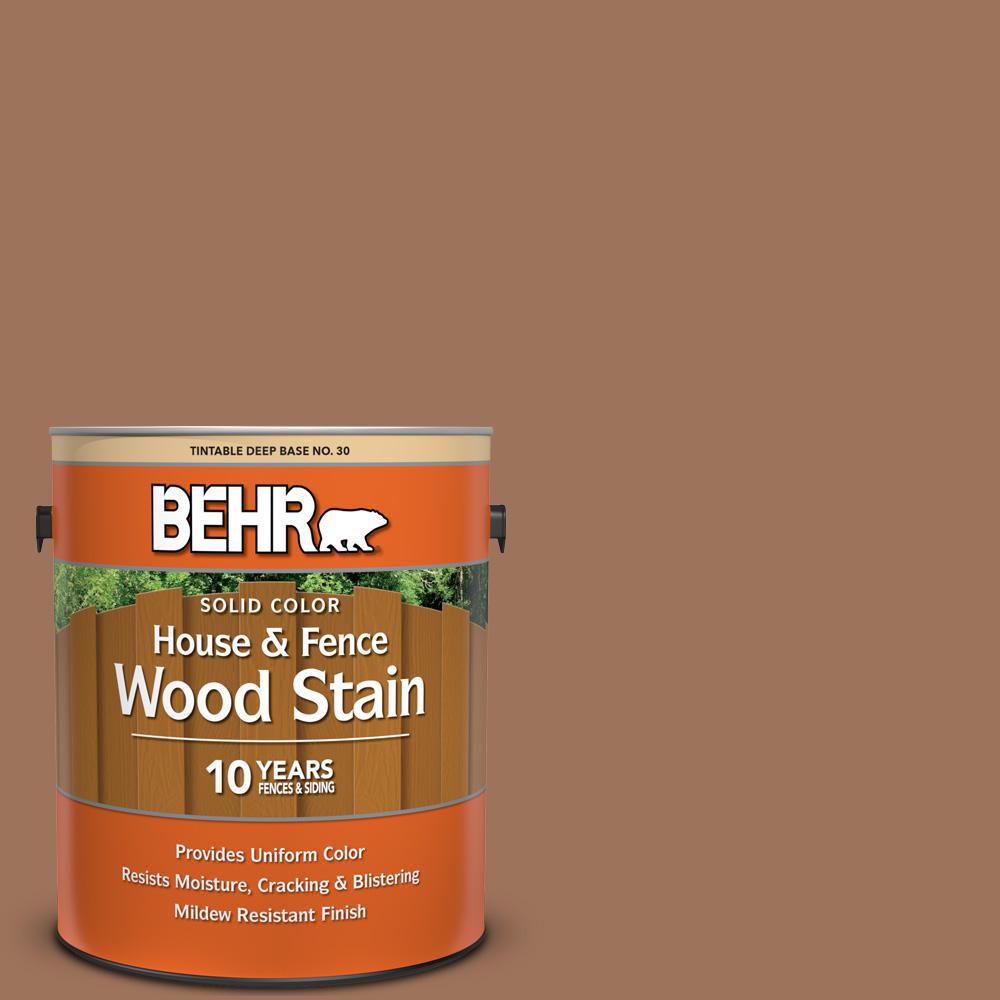 TINTABLE DEEP BASE NO. 30
BEHR
SOLID COLOR
House & Fence
Wood Stain
10 YEARS
FENCES & SIDING
Provides Uniform Color
Resists Moisture, Cracking & Blistering
Mildew Resistant Finish